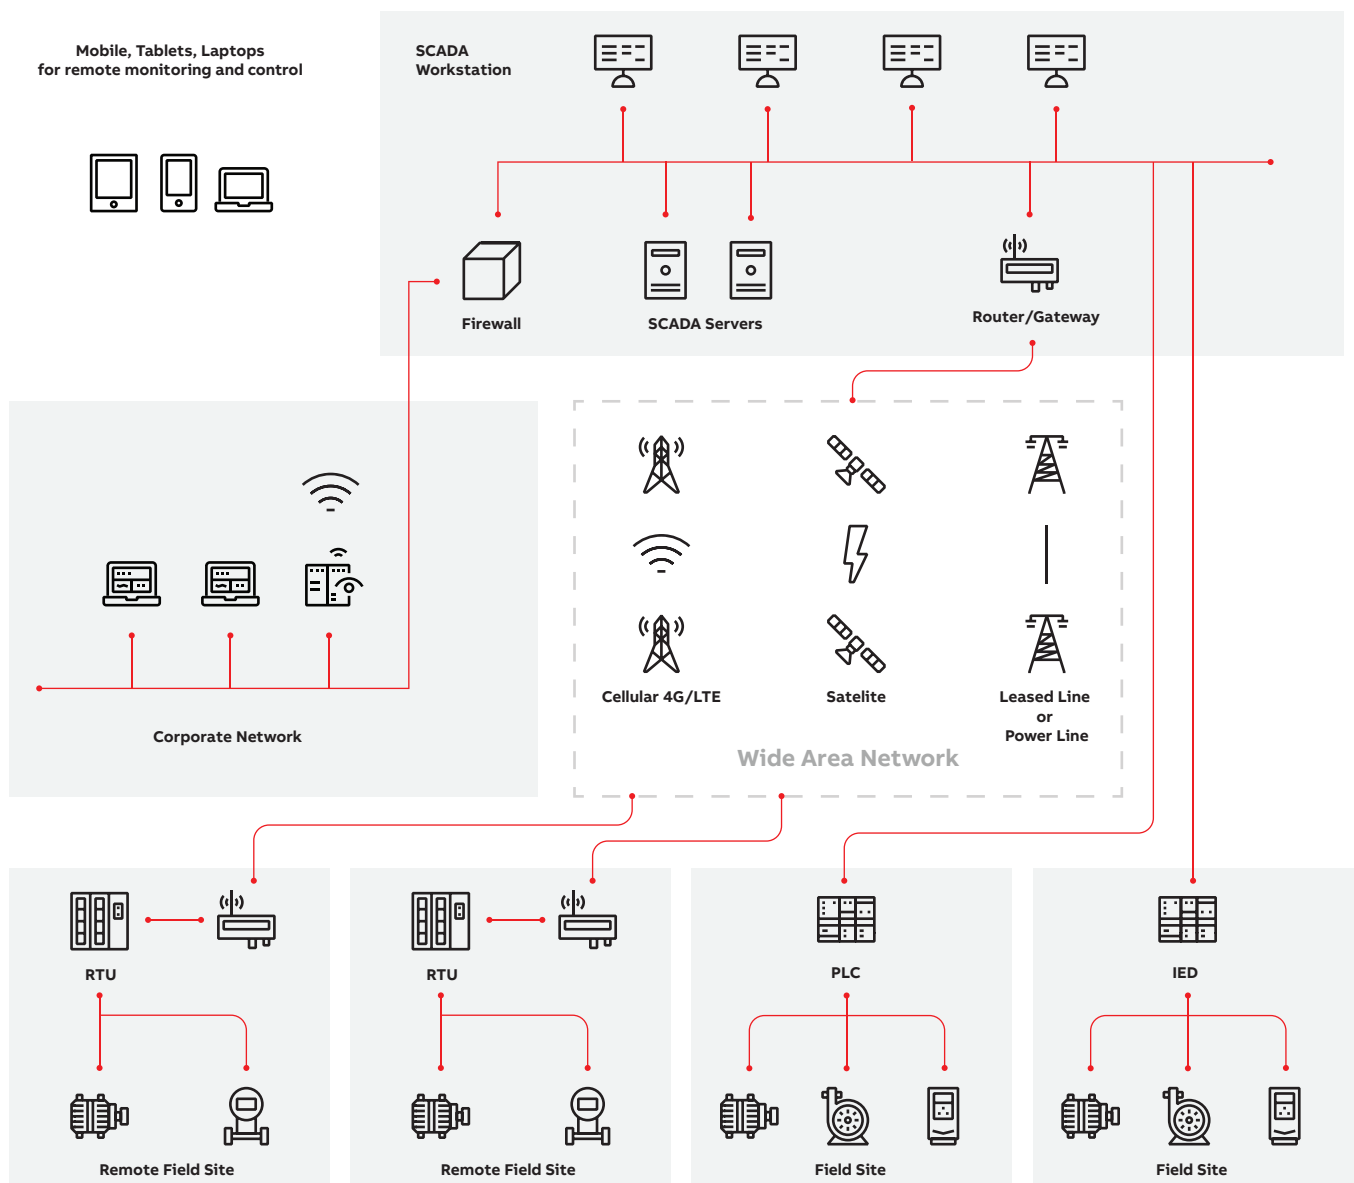 Mobile, Tablets, Laptops
for remote monitoring and control
SCADA
Workstation
Firewall
SCADA Servers
Router/Gateway
Corporate Network
Cellular 4G/LTE
Satelite
Leased Line
or
Power Line
Wide Area Network
RTU
RTU
PLC
IED
Remote Field Site
Remote Field Site
Field Site
Field Site